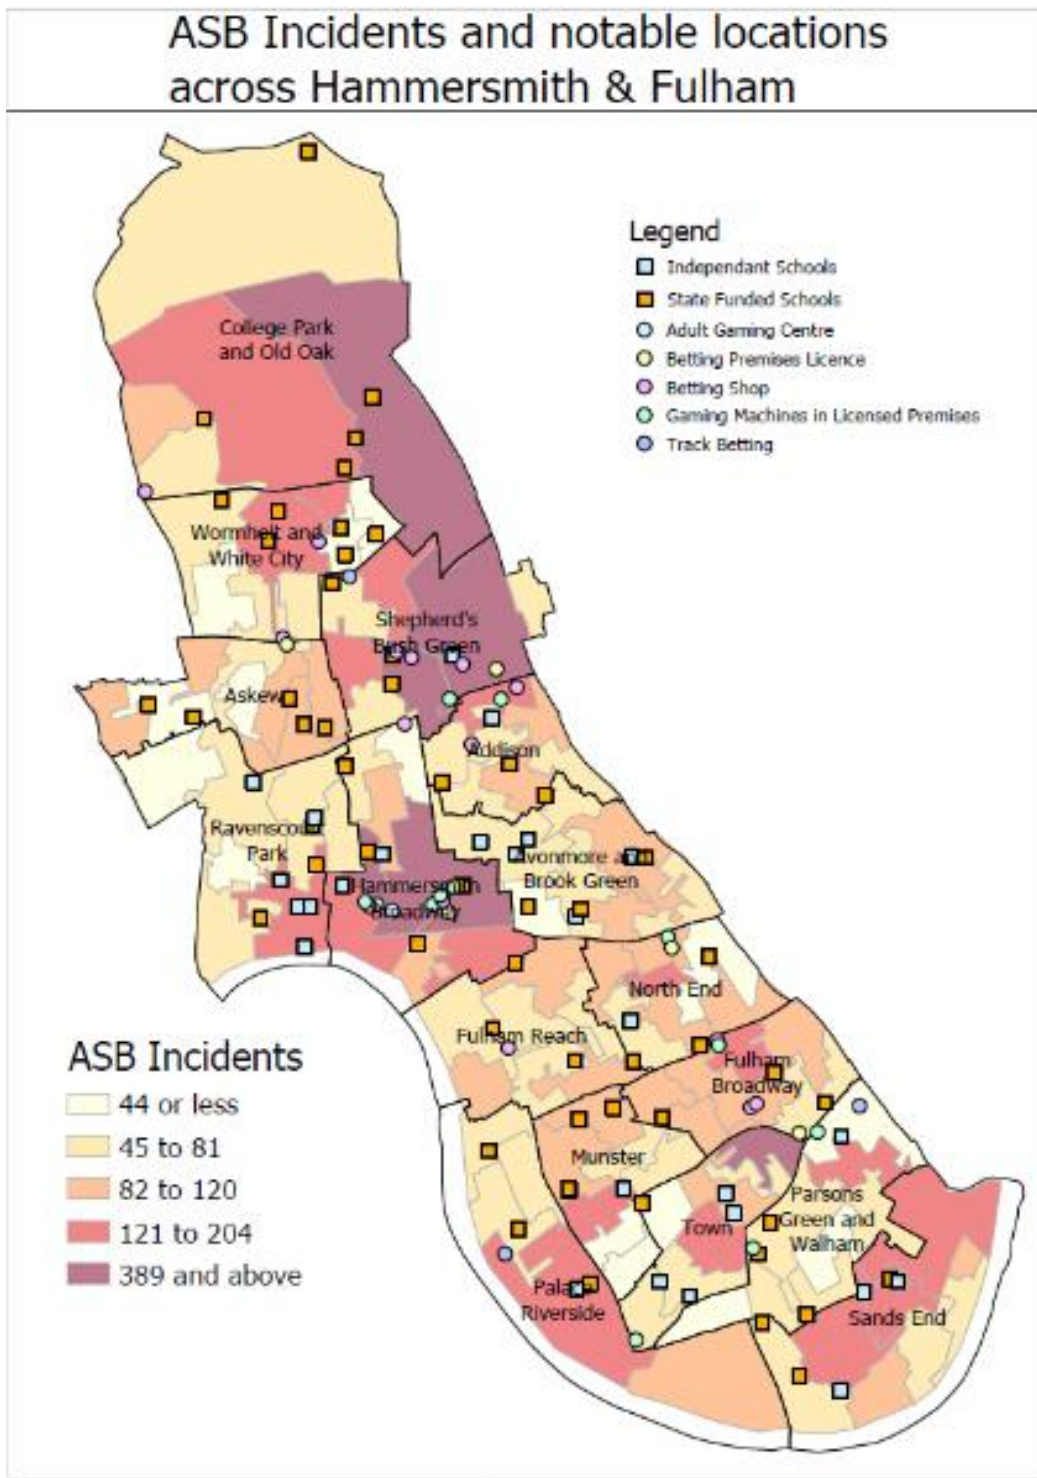 ASB Incidents and notable locations
across Hammersmith & Fulham
Legend
Independant Schools
State Funded Schools
Adult Gaming Centre
Betting Premises Licence
Betting Shop
Gaming Machines in Licensed Premises
Track Betting
College Park
and Old Oak
Wormholt and
White City
Shepherd's
Bush Green
Askew
Addison
Ravenscourt
Park
Avonmore and
Brook Green
Hammersmith
Broadway
North End
Fulham Reach
Fulham
Broadway
Munster
Parsons
Green and
Walham
Town
Palace
Riverside
Sands End
ASB Incidents
44 or less
45 to 81
82 to 120
121 to 204
389 and above